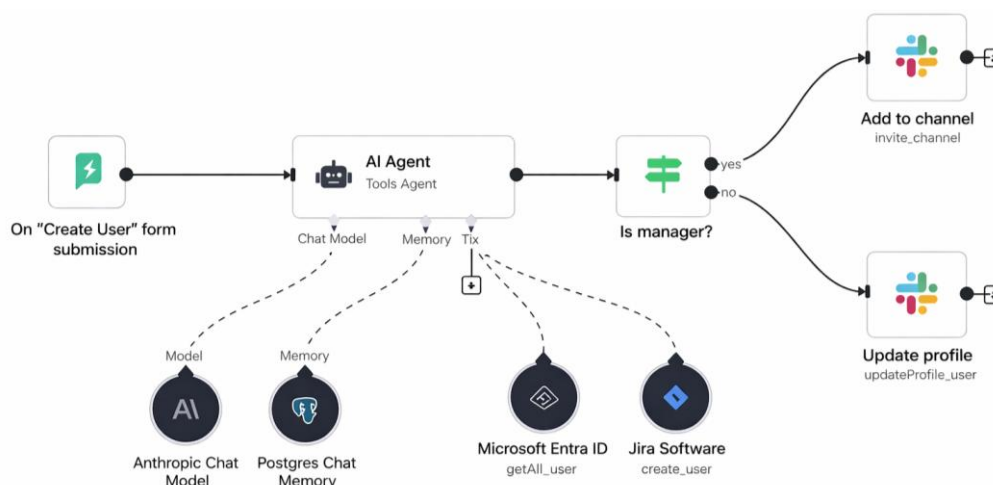 Add to channel
invite_channel
On "Create User" form
submission
AI Agent
Tools Agent
Chat Model
Memory
Tix
Is manager?
yes
no
Update profile
updateProfile_user
Model
Memory
AI
Anthropic Chat
Model
Postgres Chat
Memory
Microsoft Entra ID
getAll_user
Jira Software
create_user